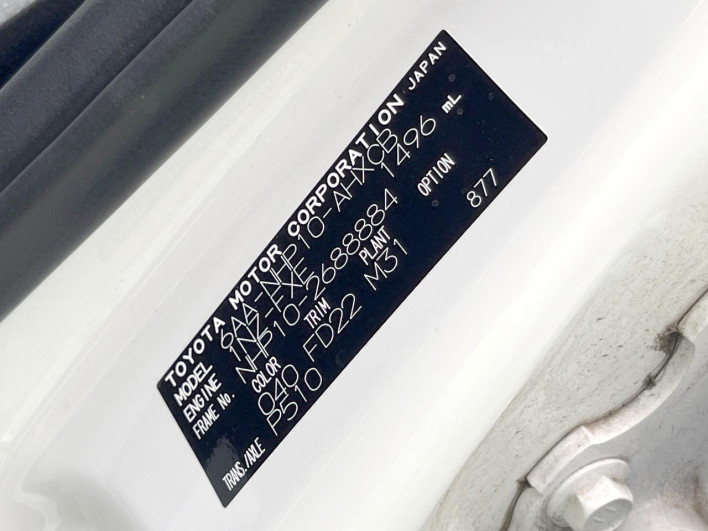 TOYOTA MOTOR CORPORATION JAPAN
MODEL 6AA-NHP10-AHXCB
ENGINE 1NZ-FXE 1496 mL
FRAME No. NHP10-2688884
COLOR TRIM PLANT OPTION
040 FD22 M31 877
TRANS./AXLE P510